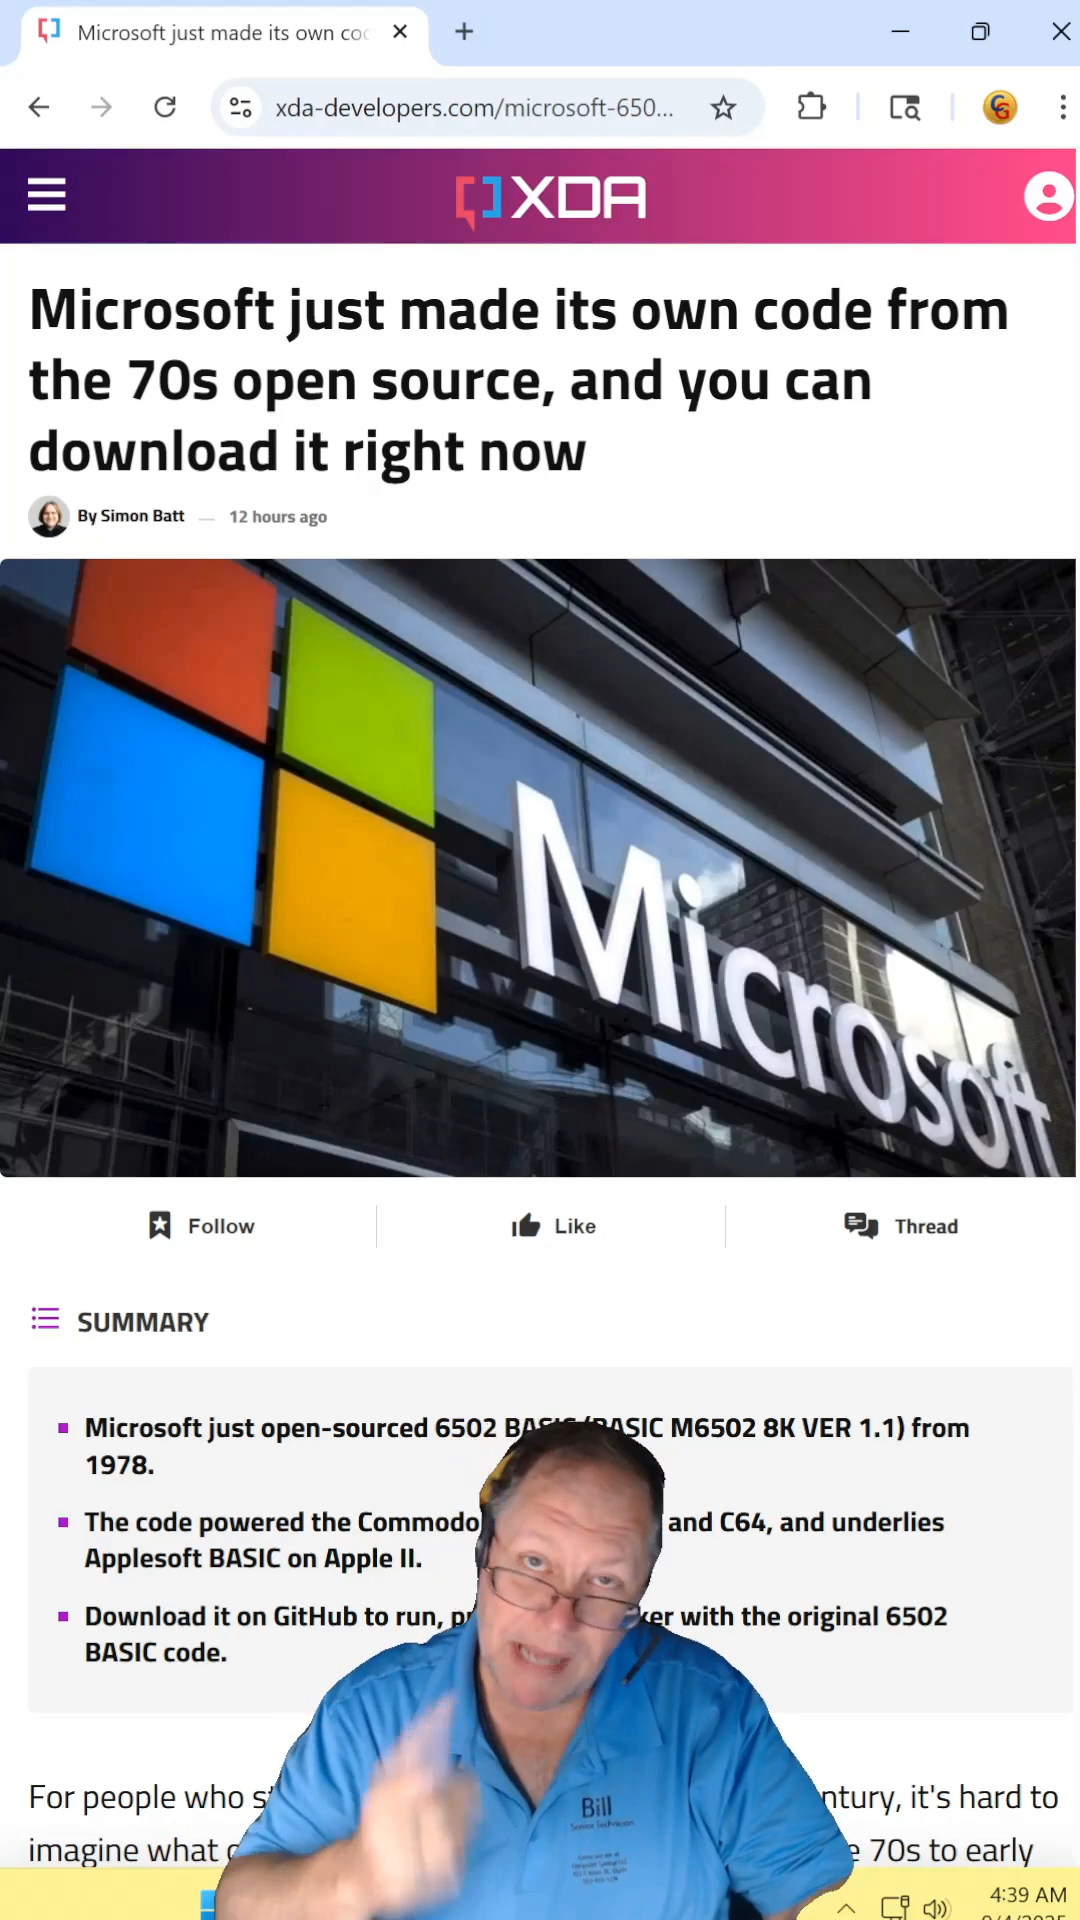 Microsoft just made its own co
xda-developers.com/microsoft-650...
XDA
Microsoft just made its own code from
the 70s open source, and you can
download it right now
By Simon Batt — 12 hours ago
Microsoft
Follow
Like
Thread
SUMMARY
Microsoft just open-sourced 6502 BASIC (BASIC M6502 8K VER 1.1) from
1978.
The code powered the Commodo and C64, and underlies
Applesoft BASIC on Apple II.
Download it on GitHub to run, ker with the original 6502
BASIC code.
For people who s ntury, it's hard to
imagine what e 70s to early
Bill
Senior Technician
4:39 AM